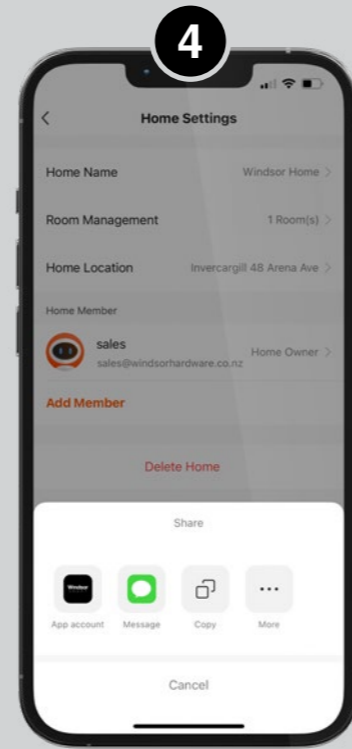 4
Home Settings
Home Name Windsor Home
Room Management 1 Room(s)
Home Location Invercargill 48 Arena Ave
Home Member
sales
sales@windsorhardware.co.nz Home Owner
Add Member
Delete Home
Share
Windsor
App account Message Copy More
Cancel